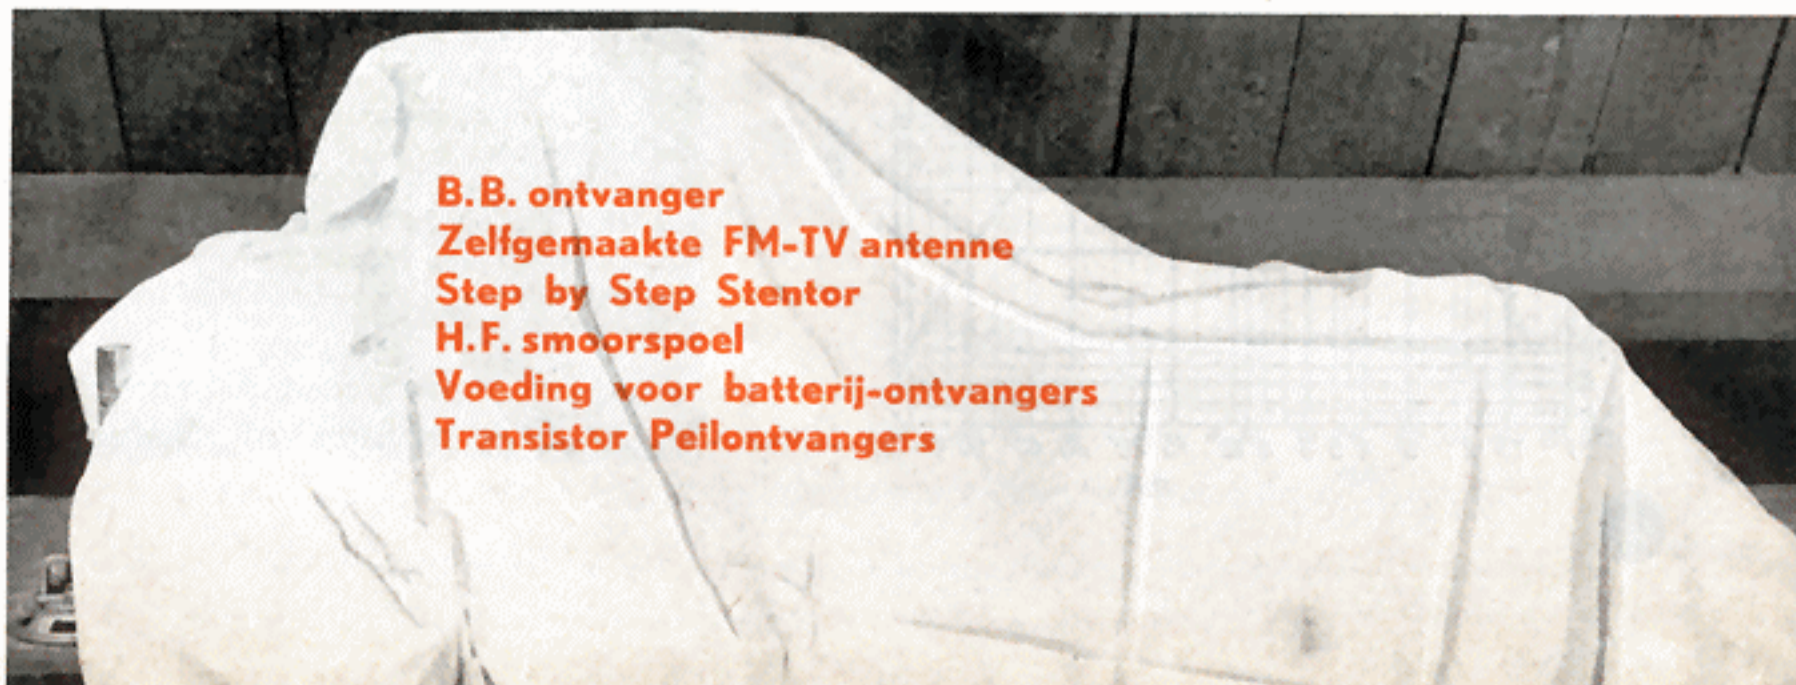 B.B. ontvanger
Zelfgemaakte FM-TV antenne
Step by Step Stentor
H.F. smoorspoel
Voeding voor batterij-ontvangers
Transistor Peilontvangers